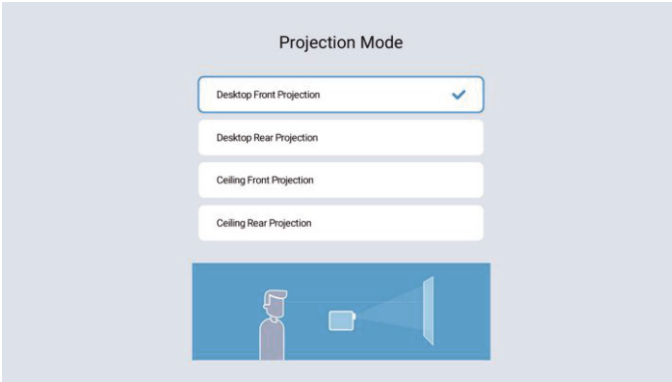 Projection Mode
Desktop Front Projection
Desktop Rear Projection
Ceiling Front Projection
Ceiling Rear Projection